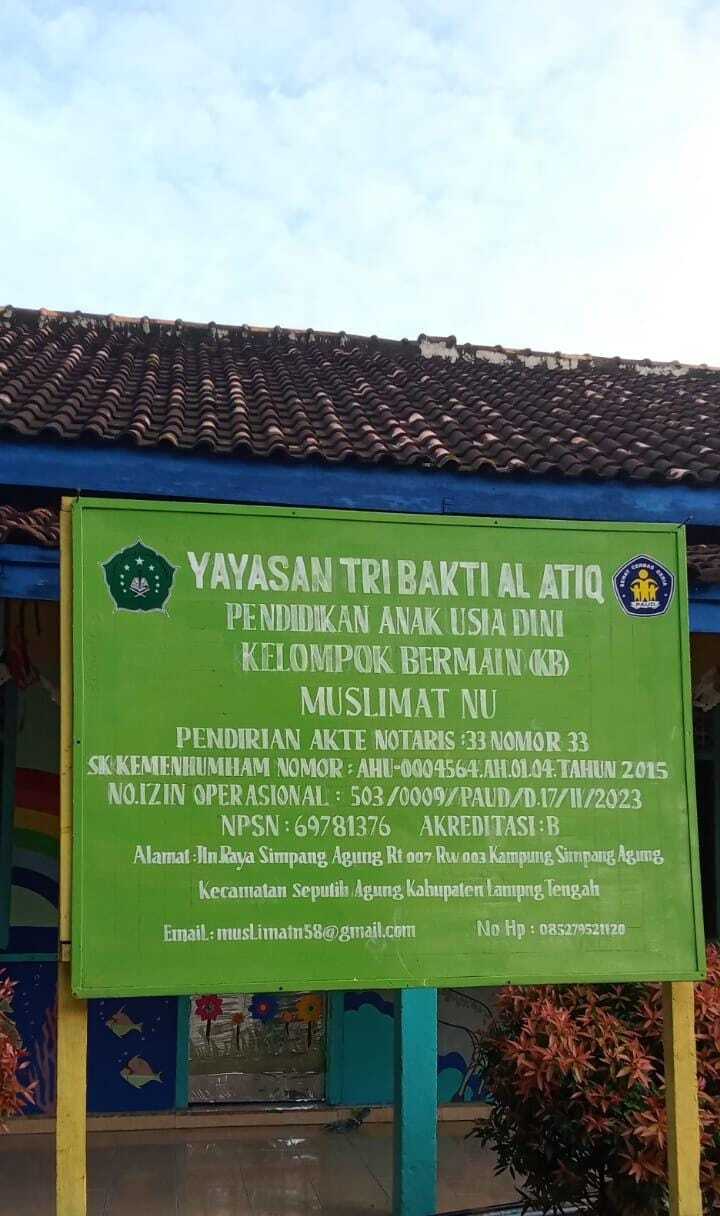 YAYASAN TRI BAKTI AL ATIQ
PENDIDIKAN ANAK USIA DINI
KELOMPOK BERMAIN (KB)
MUSLIMAT NU
PENDIRIAN AKTE NOTARIS :33 NOMOR 33
SK KEMENHUMHAM NOMOR : AHU-0004564.AH.01.04. TAHUN 2015
NO.IZIN OPERASIONAL : 503/0009//PAUD/D.17/II/2023
NPSN : 69781376 AKREDITASI : B
Alamat :Jln.Raya Simpang Agung Rt 007 Rw 003 Kampung Simpang Agung
Kecamatan Seputih Agung Kabupaten Lampng Tengah
Email : musLimatn58@gmail.com No Hp : 085279521120
CERDAS CERIA
PAUD